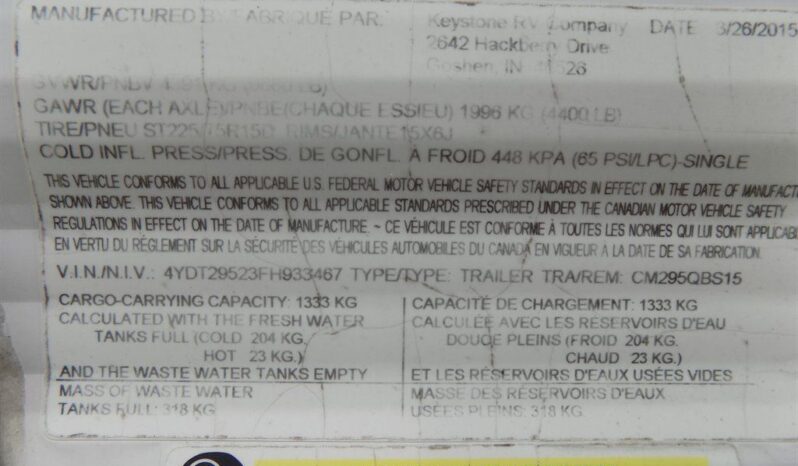 MANUFACTURED BY/FABRIQUE PAR: Keystone RV Company DATE 3/26/2015
2642 Hackberry Drive
Goshen, IN
GVWR/PNBV KG LB)
GAWR (EACH AXLE)/PNBE(CHAQUE ESSIEU) 1996 KG (4400 LB)
TIRE/PNEU ST225/75R15D RIMS/JANTE 15X6J
COLD INFL. PRESS/PRESS. DE GONFL. A FROID 448 KPA (65 PSI/LPC)-SINGLE
THIS VEHICLE CONFORMS TO ALL APPLICABLE U.S. FEDERAL MOTOR VEHICLE SAFETY STANDARDS IN EFFECT ON THE DATE OF MANUFACT
SHOWN ABOVE. THIS VEHICLE CONFORMS TO ALL APPLICABLE STANDARDS PRESCRIBED UNDER THE CANADIAN MOTOR VEHICLE SAFETY
REGULATIONS IN EFFECT ON THE DATE OF MANUFACTURE. ~ CE VÉHICULE EST CONFORME À TOUTES LES NORMES QUI LUI SONT APPLICABL
EN VERTU DU RÉGLEMENT SUR LA SÉCURITÉ DES VÉHICULES AUTOMOBILES DU CANADA EN VIGUEUR À LA DATE DE SA FABRICATION.
V.I.N./N.I.V.: 4YDT29523FH933467 TYPE/TYPE: TRAILER TRA/REM: CM295QBS15
CARGO-CARRYING CAPACITY: 1333 KG
CALCULATED WITH THE FRESH WATER
TANKS FULL (COLD 204 KG.
HOT 23 KG.)
AND THE WASTE WATER TANKS EMPTY
MASS OF WASTE WATER
TANKS FULL: 318 KG
CAPACITÉ DE CHARGEMENT: 1333 KG
CALCULÉE AVEC LES RÉSERVOIRS D'EAU
DOUCE PLEINS (FROID 204 KG.
CHAUD 23 KG.)
ET LES RÉSERVOIRS D'EAUX USÉES VIDES
MASSE DES RÉSERVOIRS D'EAUX
USÉES PLEINS: 318 KG